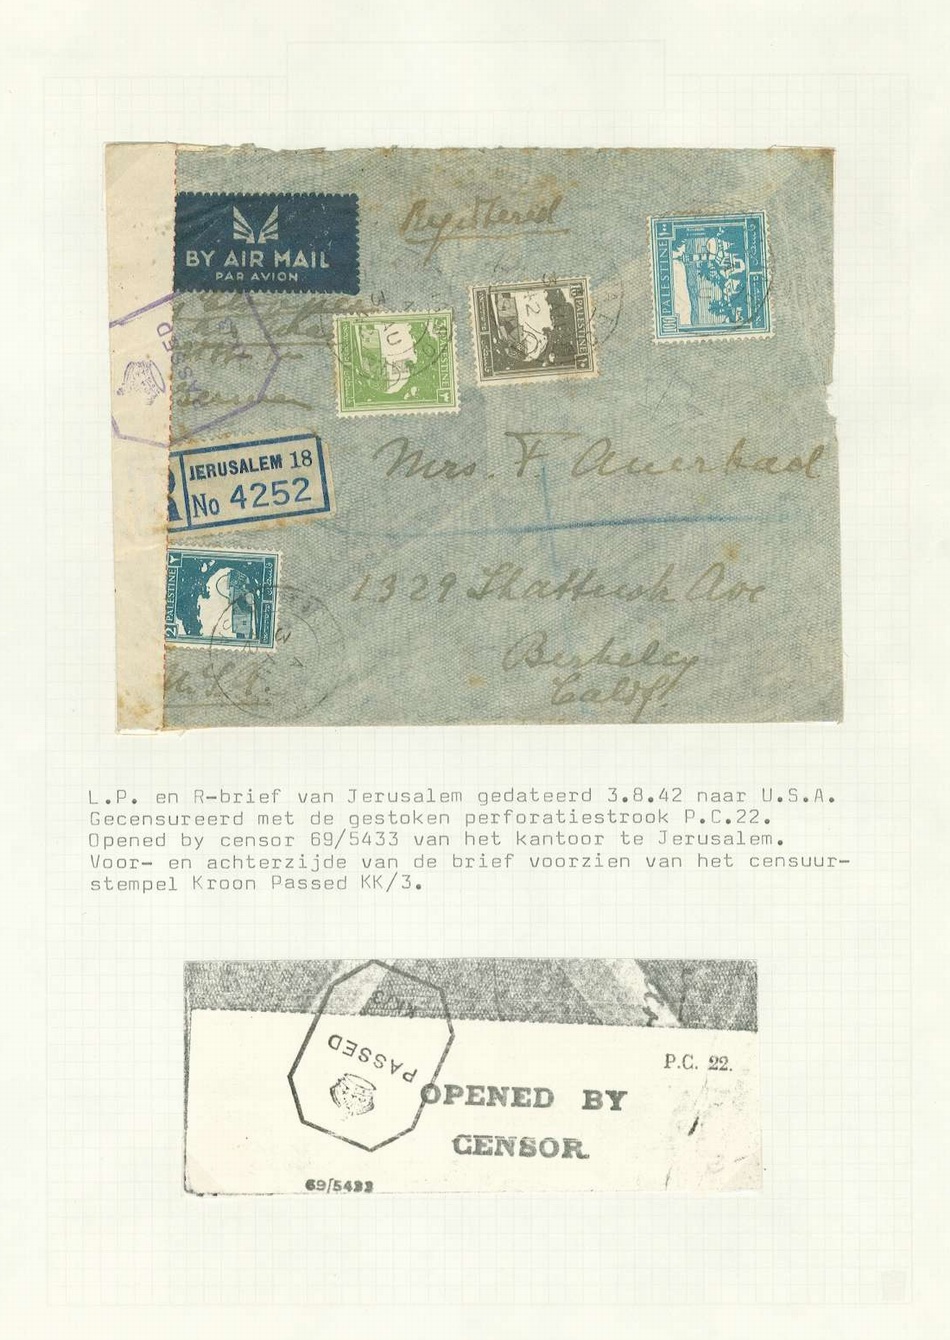 Registered
BY AIR MAIL
PAR AVION
PASSED
PALESTINE
PALESTINE
PALESTINE 100
JERUSALEM 18
No 4252
Mrs. F Auerbach
1329 Shattuck Ave
Berkeley
Calif.
PALESTINE
U.S.A.
L.P. en R-brief van Jerusalem gedateerd 3.8.42 naar U.S.A.
Gecensureerd met de gestoken perforatiestrook P.C.22.
Opened by censor 69/5433 van het kantoor te Jerusalem.
Voor- en achterzijde van de brief voorzien van het censuur-
stempel Kroon Passed KK/3.
KK/3
PASSED
P.C. 22.
OPENED BY
CENSOR
69/5433